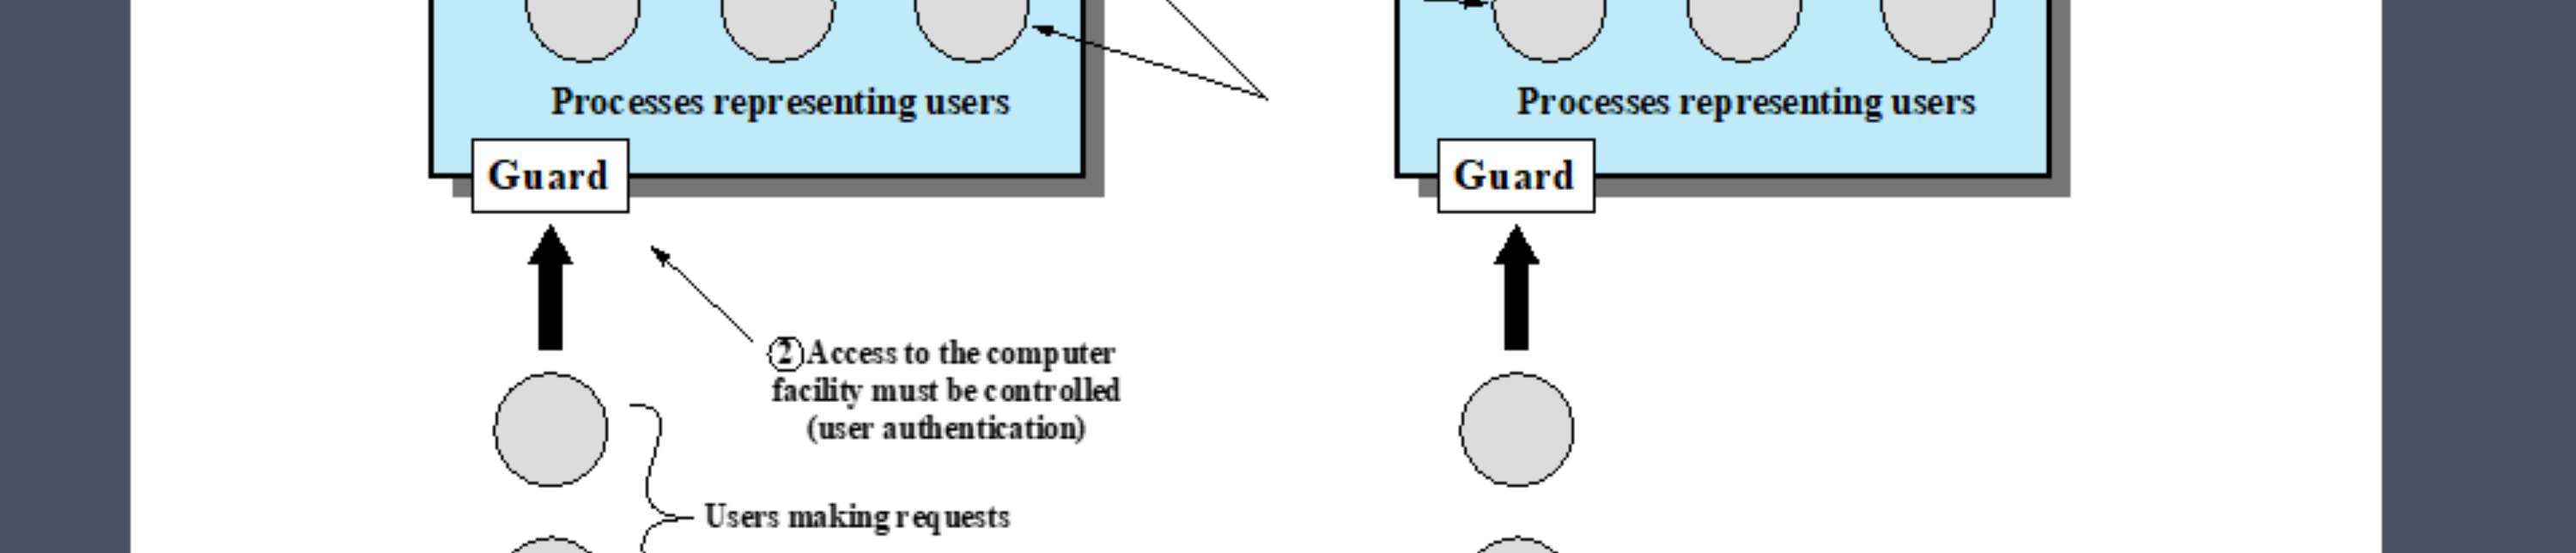 Processes representing users
Processes representing users
Guard
Guard
②Access to the computer
facility must be controlled
(user authentication)
Users making requests